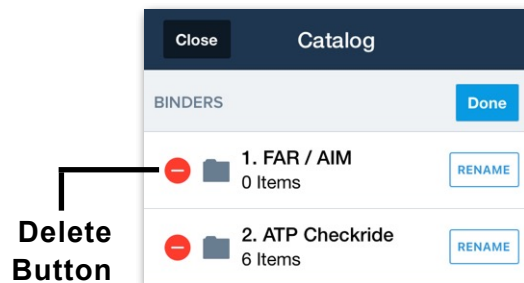 Close
Catalog
BINDERS
Done
1. FAR / AIM
0 Items
RENAME
2. ATP Checkride
6 Items
RENAME
Delete
Button